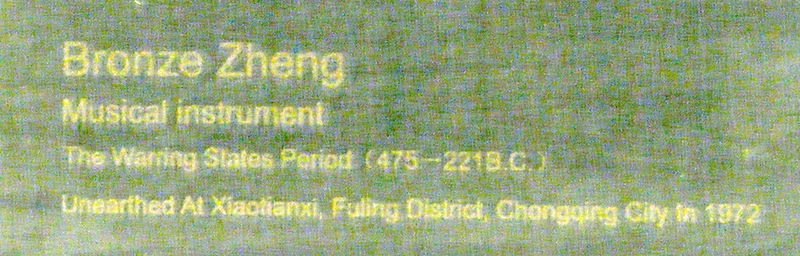 Bronze Zheng
Musical instrument
The Warring States Period（475－221B.C.）
Unearthed At Xiaotianxi, Fuling District, Chongqing City in 1972